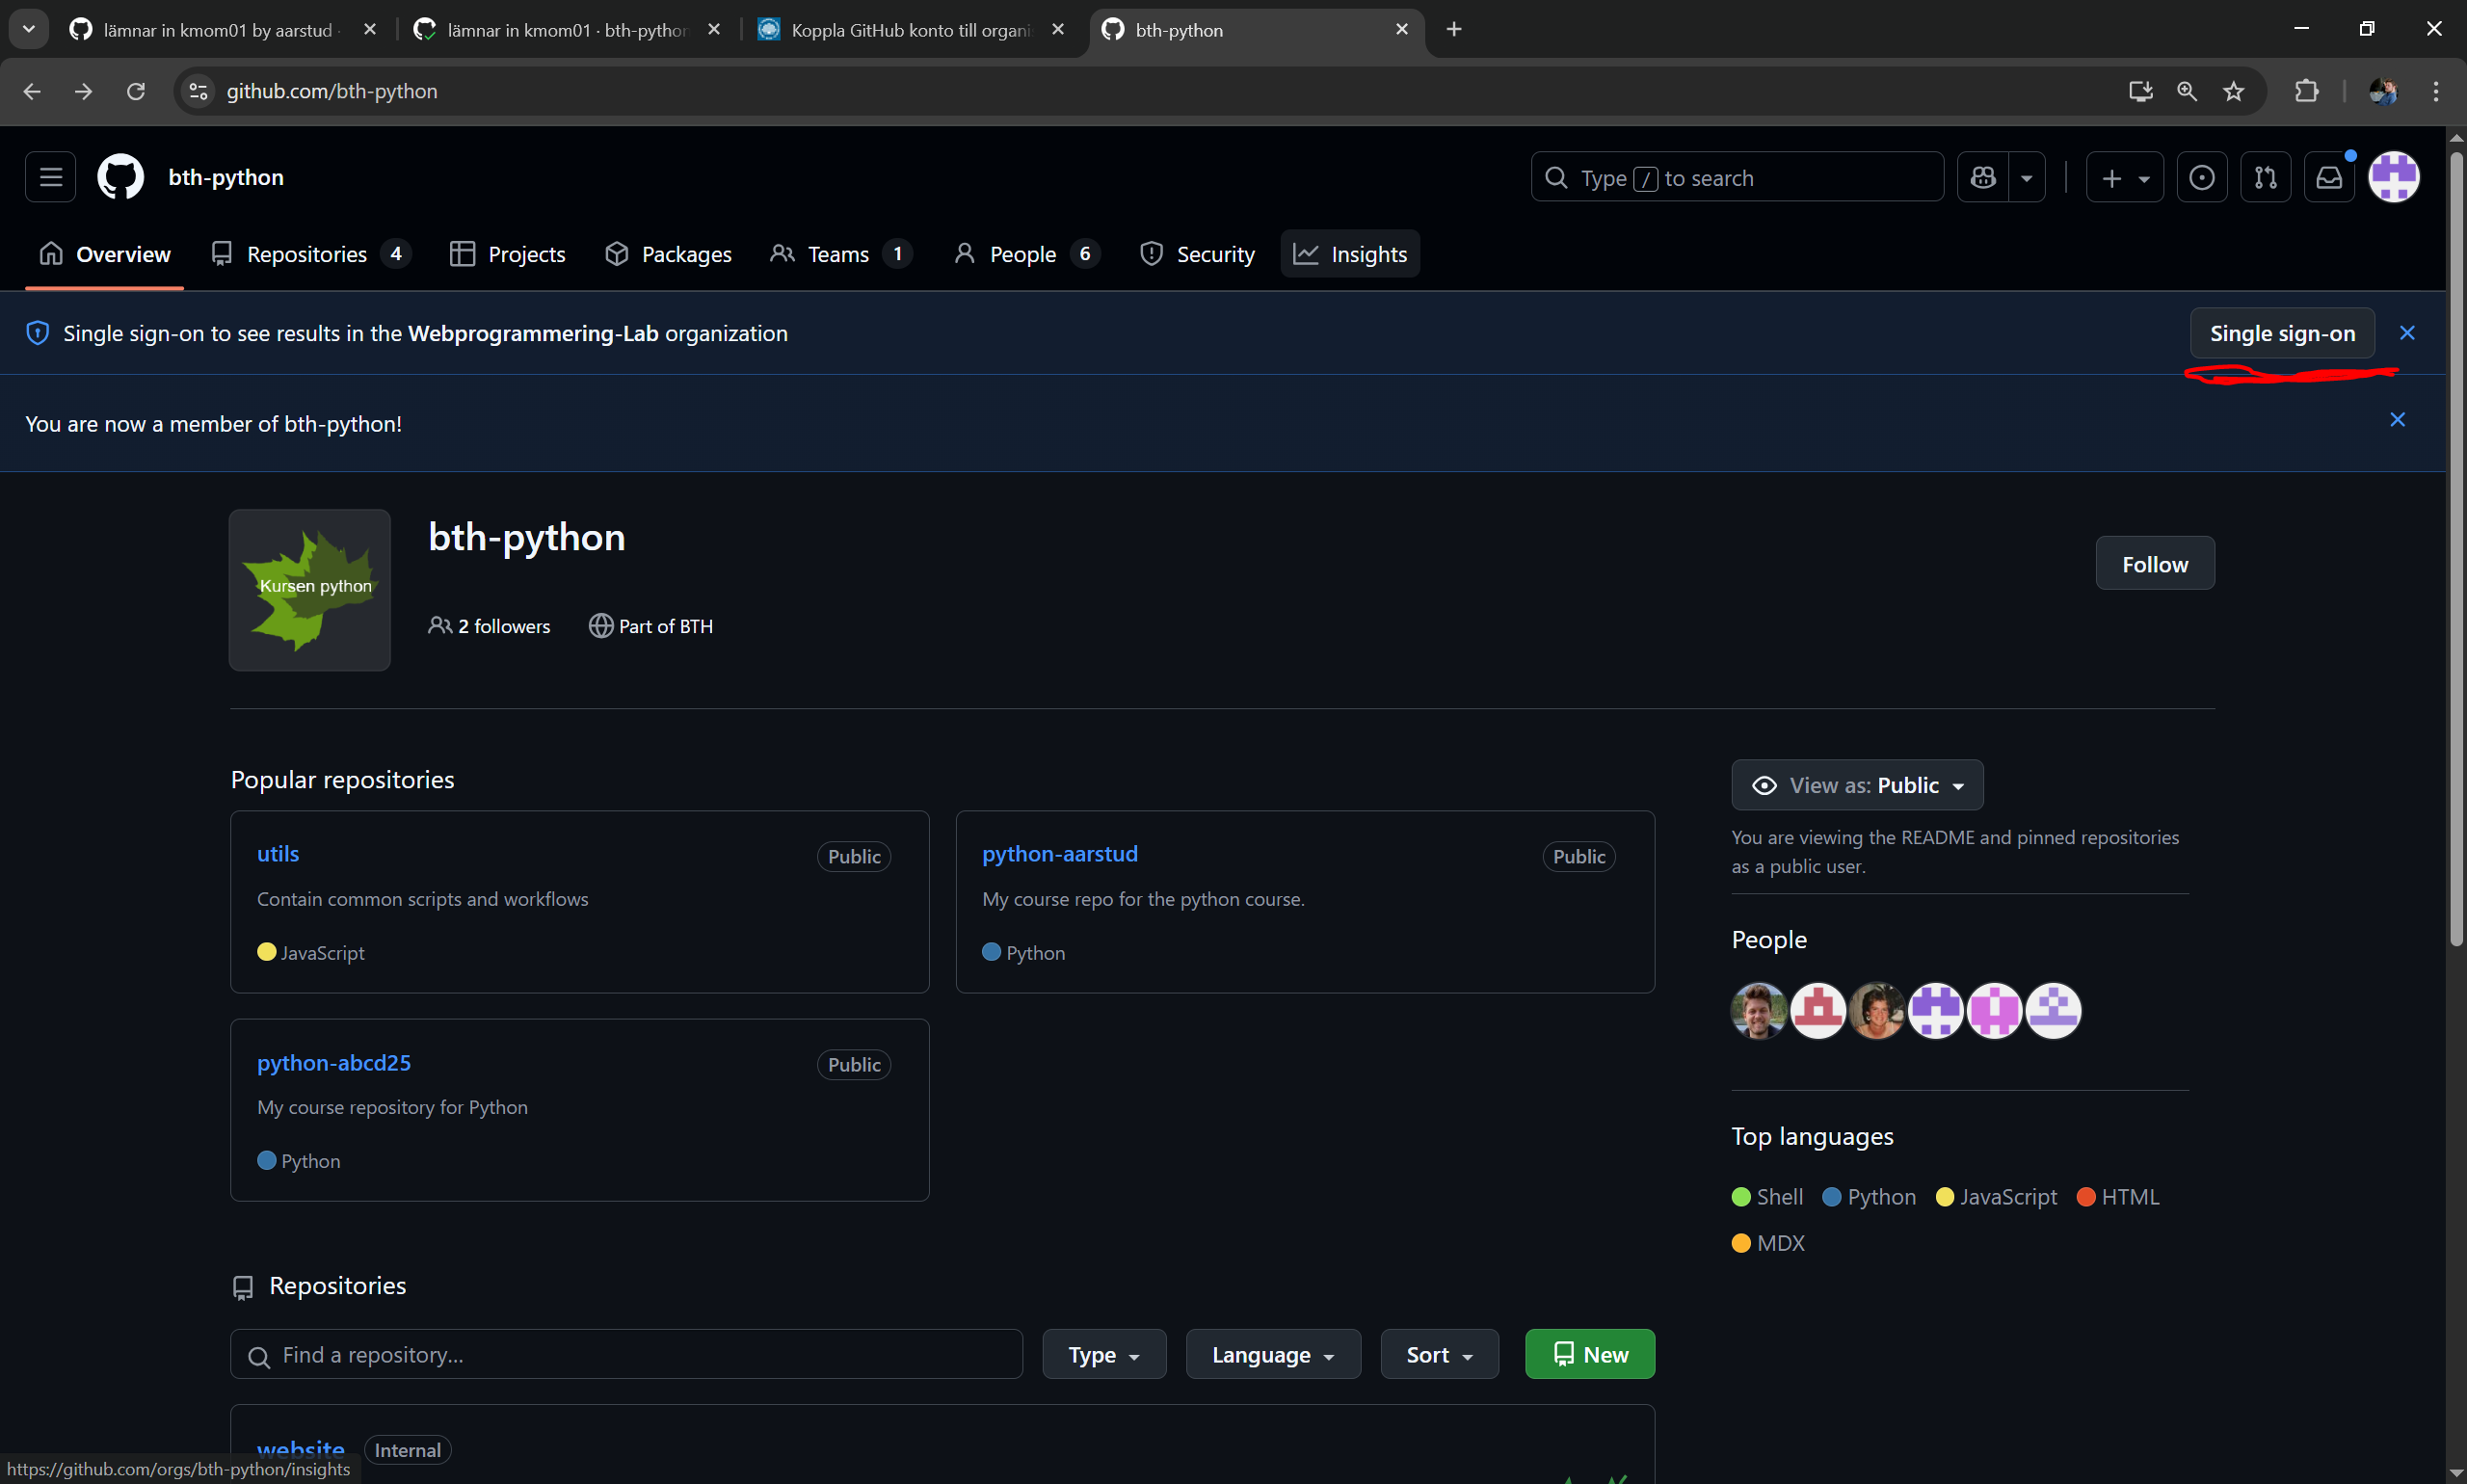 lämnar in kmom01 by aarstud ·
lämnar in kmom01 · bth-python
Koppla GitHub konto till organi
bth-python
github.com/bth-python
bth-python
Type / to search
Overview
Repositories 4
Projects
Packages
Teams 1
People 6
Security
Insights
Single sign-on to see results in the Webprogrammering-Lab organization
Single sign-on
You are now a member of bth-python!
Kursen python
bth-python
Follow
2 followers
Part of BTH
Popular repositories
utils
Public
Contain common scripts and workflows
JavaScript
python-aarstud
Public
My course repo for the python course.
Python
python-abcd25
Public
My course repository for Python
Python
View as: Public
You are viewing the README and pinned repositories
as a public user.
People
Top languages
Shell Python JavaScript HTML
MDX
Repositories
Find a repository...
Type
Language
Sort
New
website
Internal
https://github.com/orgs/bth-python/insights